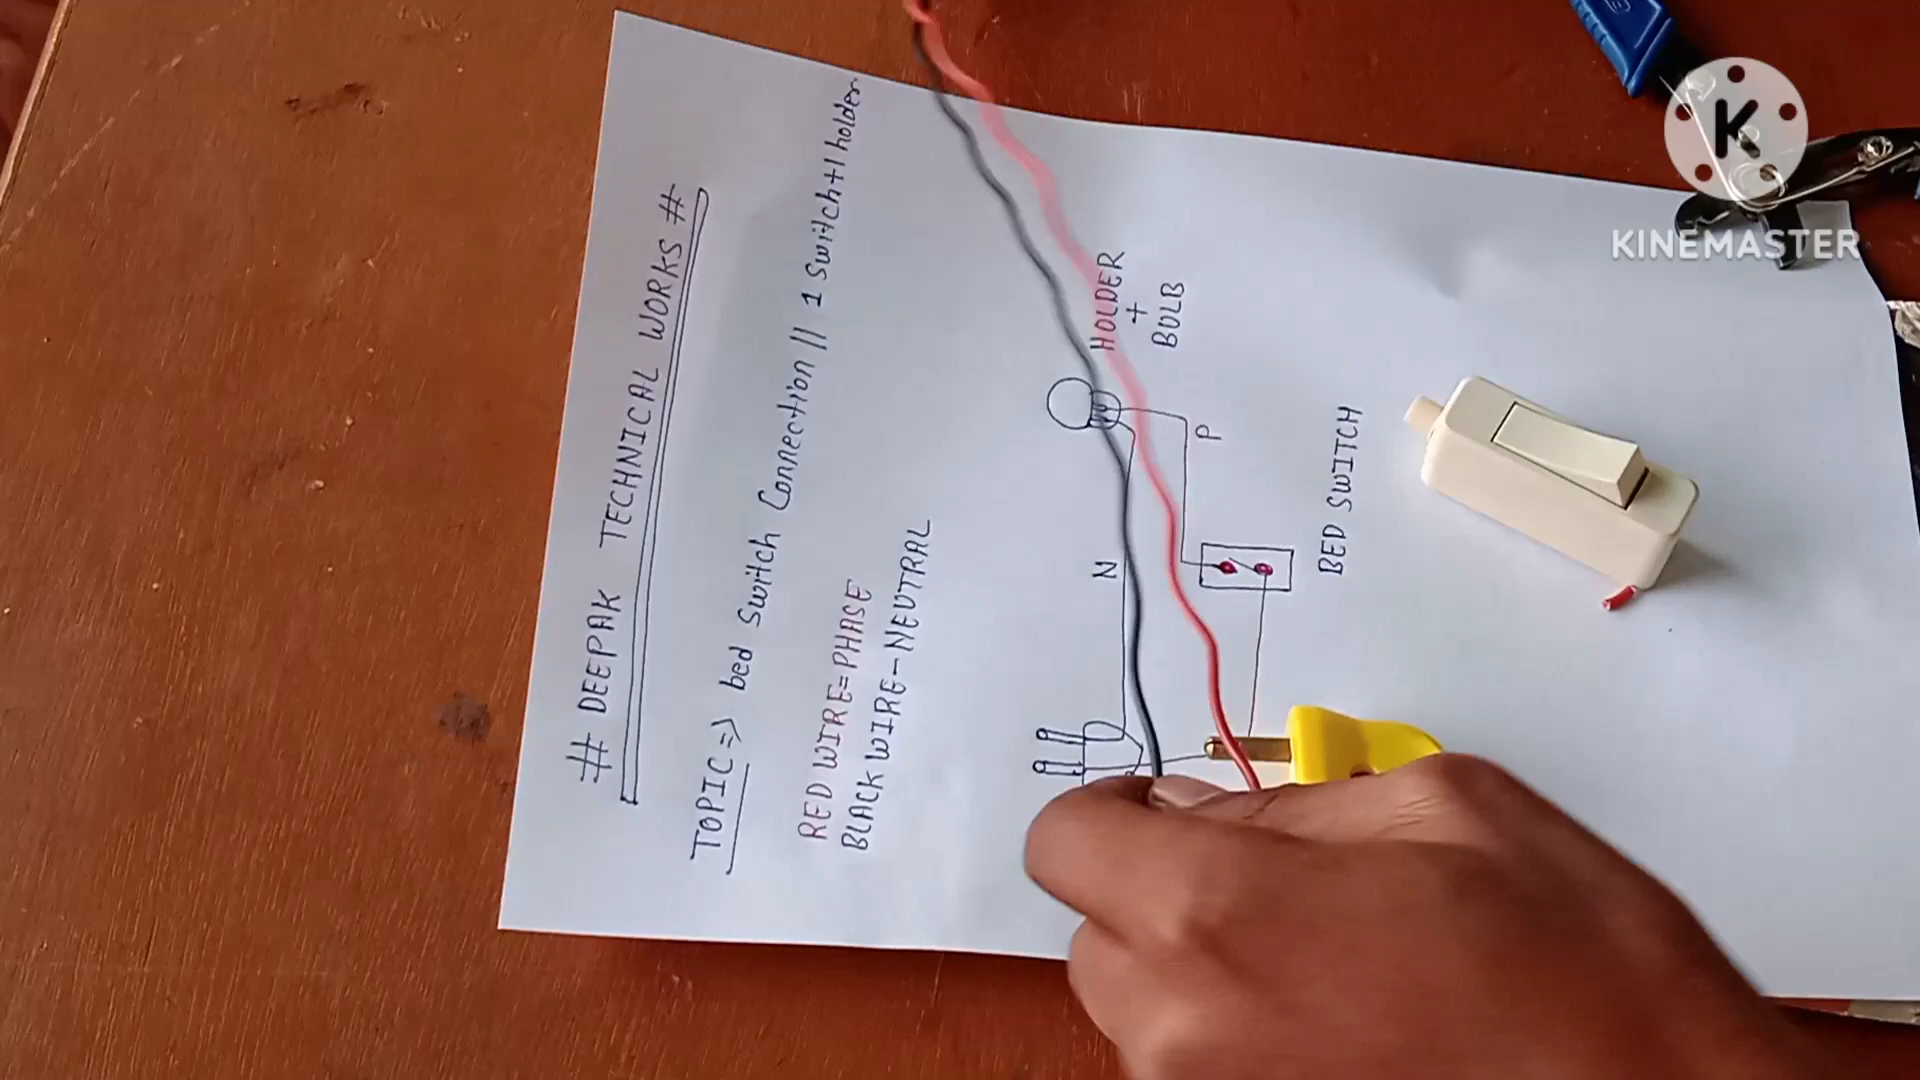 # DEEPAK TECHNICAL WORKS #
TOPIC => bed switch Connection || 1 switch+1 holder
RED WIRE=PHASE
BLACK WIRE-NEUTRAL
HOLDER
+
BULB
N
P
BED SWITCH
K
KINEMASTER